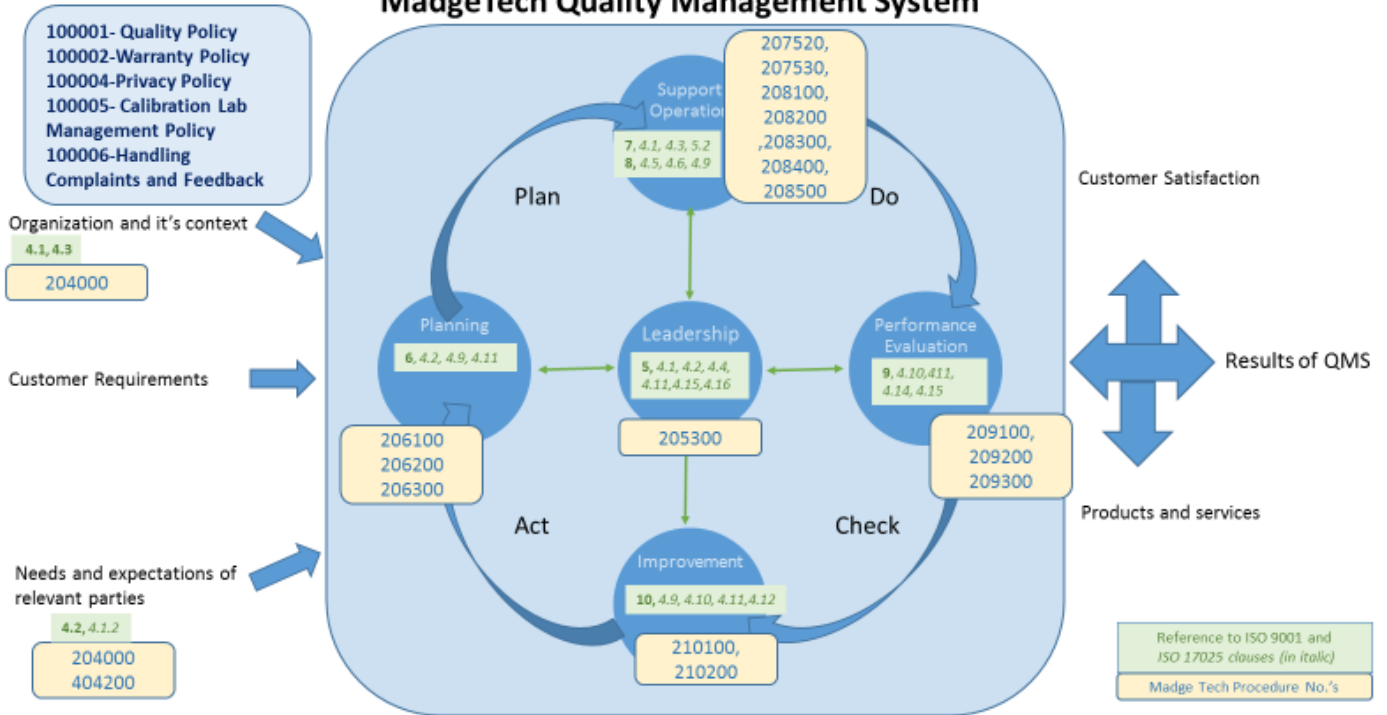 MadgeTech Quality Management System
100001- Quality Policy
100002-Warranty Policy
100004-Privacy Policy
100005- Calibration Lab
Management Policy
100006-Handling
Complaints and Feedback
Organization and it's context
4.1, 4.3
204000
Customer Requirements
Needs and expectations of
relevant parties
4.2, 4.1.2
204000
404200
Support
7, 4.1, 4.3, 5.2
8, 4.5, 4.6, 4.9
207520,
207530,
208100,
208200
,208300,
208400,
208500
Plan
Do
Planning
6, 4.2, 4.9, 4.11
206100
206200
206300
Leadership
5, 4.1, 4.2, 4.4,
4.11,4.15,4.16
205300
Performance
Evaluation
9, 4.10,411,
4.14, 4.15
209100,
209200
209300
Act
Check
Improvement
10, 4.9, 4.10, 4.11,4.12
210100,
210200
Customer Satisfaction
Results of QMS
Products and services
Reference to ISO 9001 and
ISO 17025 clauses (in italic)
Madge Tech Procedure No.'s